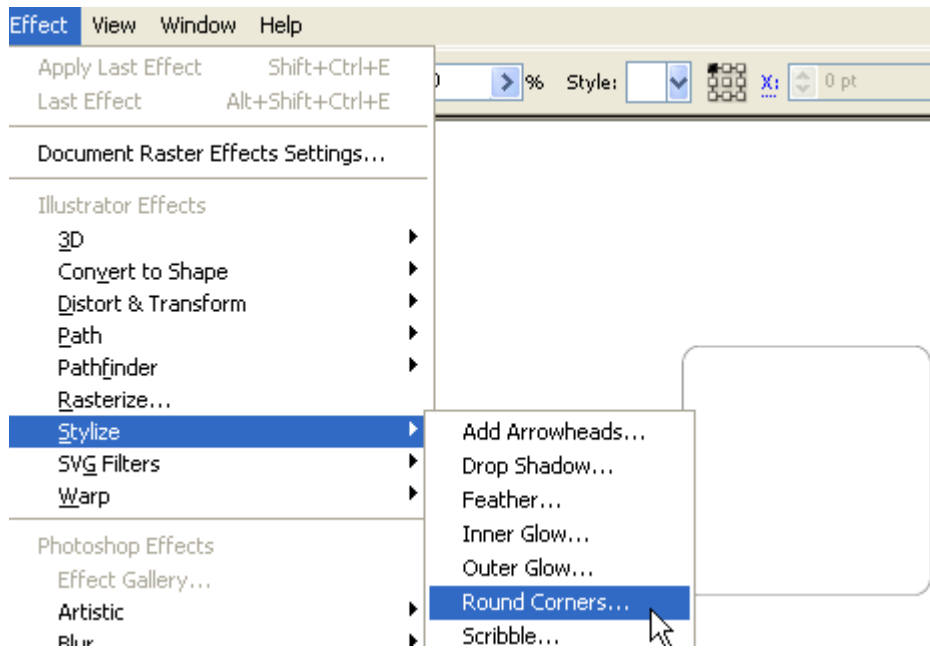 Effect View Window Help
Apply Last Effect Shift+Ctrl+E
Last Effect Alt+Shift+Ctrl+E
% Style: X: 0 pt
Document Raster Effects Settings...
Illustrator Effects
3D
Convert to Shape
Distort & Transform
Path
Pathfinder
Rasterize...
Stylize
SVG Filters
Warp
Add Arrowheads...
Drop Shadow...
Feather...
Inner Glow...
Outer Glow...
Round Corners...
Scribble...
Photoshop Effects
Effect Gallery...
Artistic
Blur